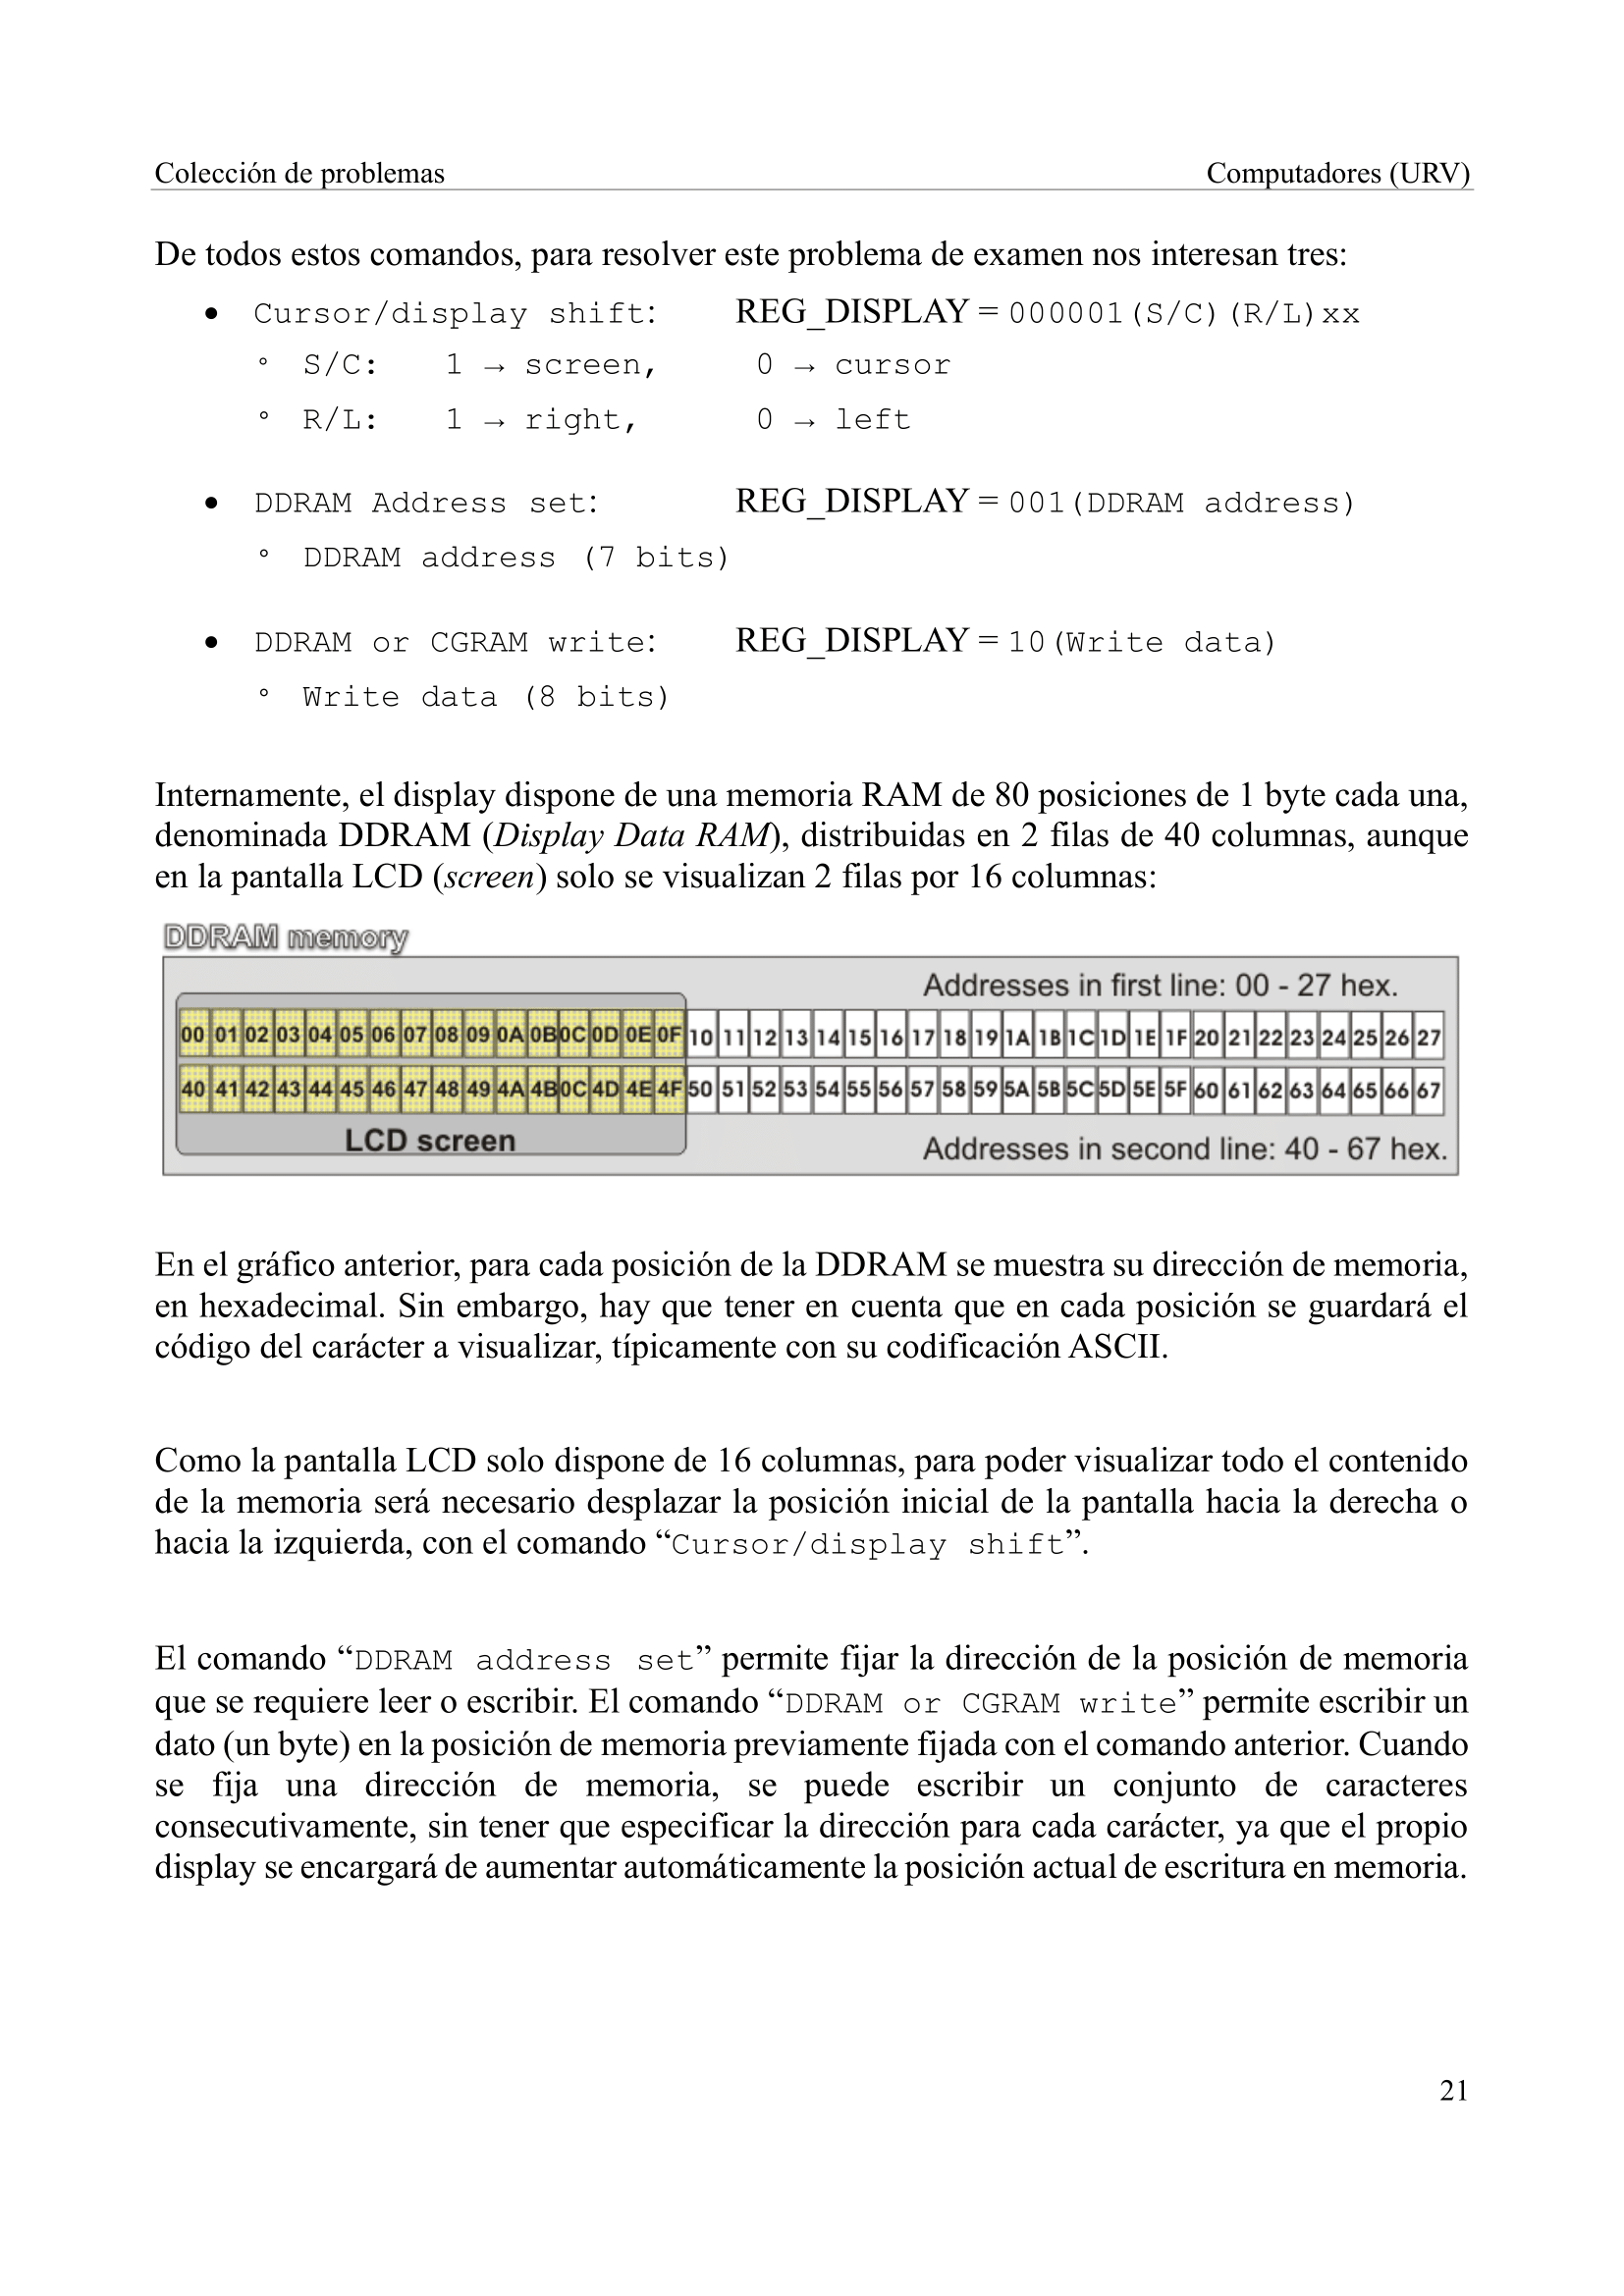 Colección de problemas Computadores (URV)
De todos estos comandos, para resolver este problema de examen nos interesan tres:
• Cursor/display shift: REG_DISPLAY = 000001(S/C)(R/L)xx
◦ S/C: 1 → screen, 0 → cursor
◦ R/L: 1 → right, 0 → left
• DDRAM Address set: REG_DISPLAY = 001(DDRAM address)
◦ DDRAM address (7 bits)
• DDRAM or CGRAM write: REG_DISPLAY = 10(Write data)
◦ Write data (8 bits)
Internamente, el display dispone de una memoria RAM de 80 posiciones de 1 byte cada una,
denominada DDRAM (Display Data RAM), distribuidas en 2 filas de 40 columnas, aunque
en la pantalla LCD (screen) solo se visualizan 2 filas por 16 columnas:
DDRAM memory
Addresses in first line: 00 - 27 hex.
00 01 02 03 04 05 06 07 08 09 0A 0B 0C 0D 0E 0F 10 11 12 13 14 15 16 17 18 19 1A 1B 1C 1D 1E 1F 20 21 22 23 24 25 26 27
40 41 42 43 44 45 46 47 48 49 4A 4B 0C 4D 4E 4F 50 51 52 53 54 55 56 57 58 59 5A 5B 5C 5D 5E 5F 60 61 62 63 64 65 66 67
LCD screen
Addresses in second line: 40 - 67 hex.
En el gráfico anterior, para cada posición de la DDRAM se muestra su dirección de memoria,
en hexadecimal. Sin embargo, hay que tener en cuenta que en cada posición se guardará el
código del carácter a visualizar, típicamente con su codificación ASCII.
Como la pantalla LCD solo dispone de 16 columnas, para poder visualizar todo el contenido
de la memoria será necesario desplazar la posición inicial de la pantalla hacia la derecha o
hacia la izquierda, con el comando “Cursor/display shift”.
El comando “DDRAM address set” permite fijar la dirección de la posición de memoria
que se requiere leer o escribir. El comando “DDRAM or CGRAM write” permite escribir un
dato (un byte) en la posición de memoria previamente fijada con el comando anterior. Cuando
se fija una dirección de memoria, se puede escribir un conjunto de caracteres
consecutivamente, sin tener que especificar la dirección para cada carácter, ya que el propio
display se encargará de aumentar automáticamente la posición actual de escritura en memoria.
21